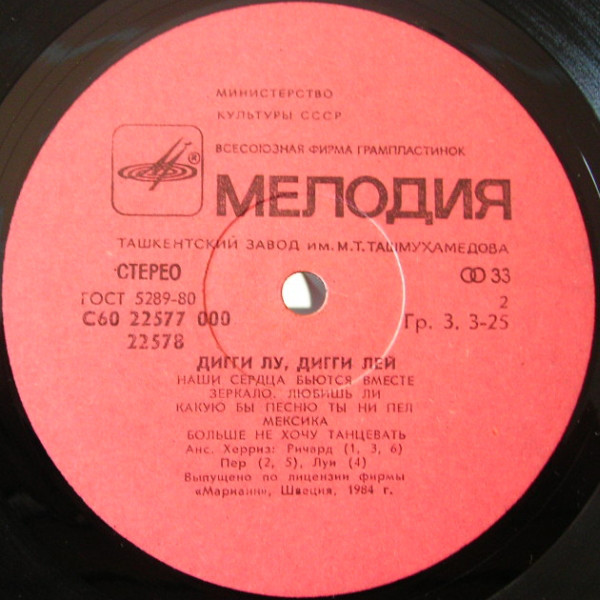 МИНИСТЕРСТВО
КУЛЬТУРЫ СССР
ВСЕСОЮЗНАЯ ФИРМА ГРАМПЛАСТИНОК
®
МЕЛОДИЯ
ТАШКЕНТСКИЙ ЗАВОД ИМ. М.Т. ТАШМУХАМЕДОВА
СТЕРЕО
33
ГОСТ 5289-80
2
С60 22577 000
Гр. 3. 3-25
22578
ДИГГИ ЛУ, ДИГГИ ЛЕЙ
НАШИ СЕРДЦА БЬЮТСЯ ВМЕСТЕ
ЗЕРКАЛО. ЛЮБИШЬ ЛИ
КАКУЮ БЫ ПЕСНЮ ТЫ НИ ПЕЛ
МЕКСИКА
БОЛЬШЕ НЕ ХОЧУ ТАНЦЕВАТЬ
Анс. Херриз: Ричард (1, 3, 6)
Пер (2, 5), Луи (4)
Выпущено по лицензии фирмы
«Марианн», Швеция, 1984 г.